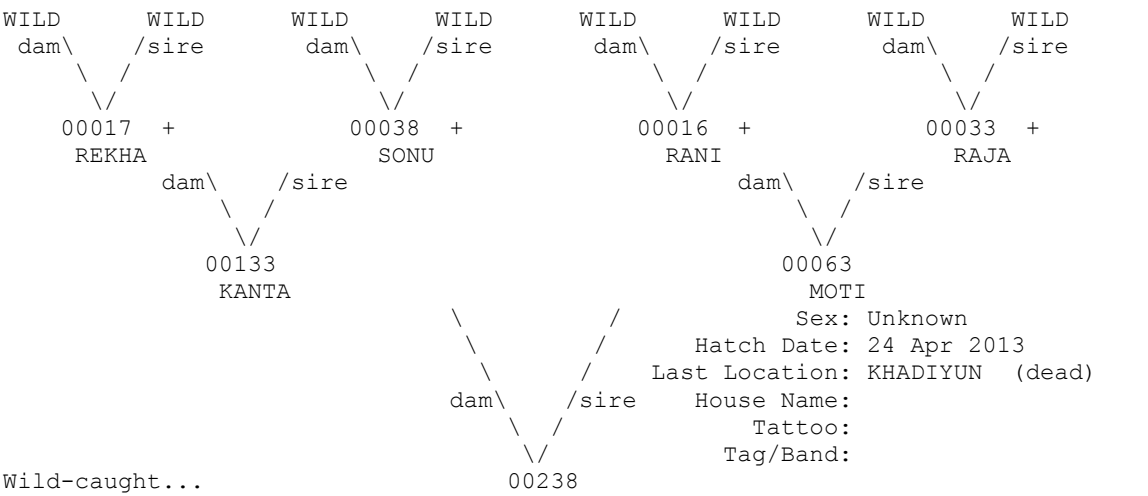 WILD WILD WILD WILD WILD WILD WILD WILD
dam\ /sire dam\ /sire dam\ /sire dam\ /sire
\ / \ / \ / \ /
\/ \/ \/ \/
00017 + 00038 + 00016 + 00033 +
REKHA SONU RANI RAJA
dam\ /sire dam\ /sire
\ / \ /
\/ \/
00133 00063
KANTA MOTI
\ / Sex: Unknown
\ / Hatch Date: 24 Apr 2013
\ / Last Location: KHADIYUN (dead)
dam\ /sire House Name:
\ / Tattoo:
\/ Tag/Band:
Wild-caught... 00238